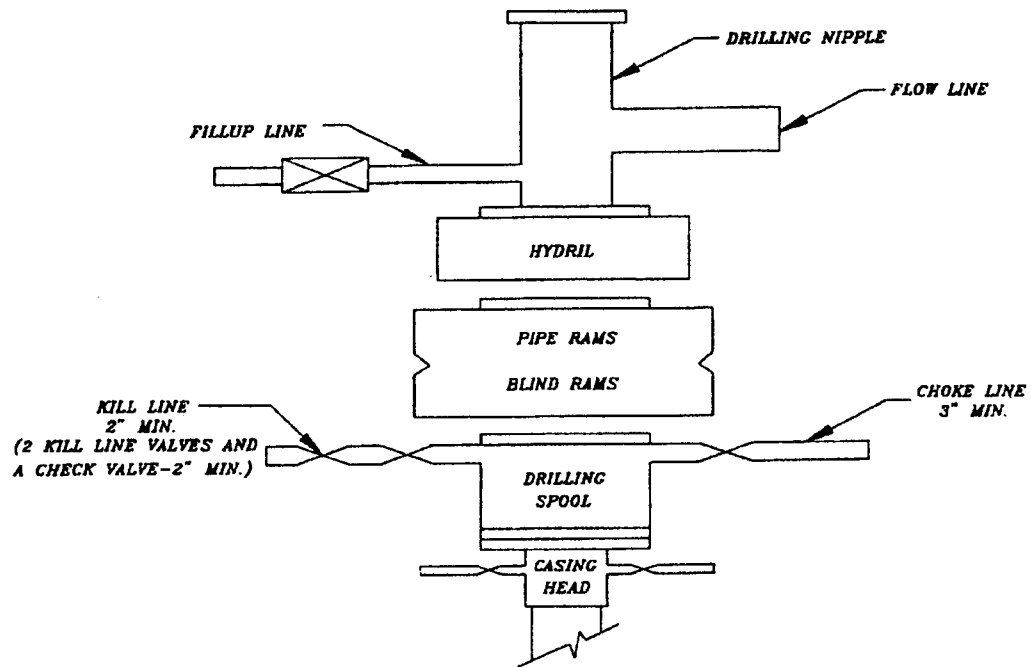 DRILLING NIPPLE
FLOW LINE
FILLUP LINE
HYDRIL
PIPE RAMS
BLIND RAMS
KILL LINE
2" MIN.
(2 KILL LINE VALVES AND
A CHECK VALVE-2" MIN.)
CHOKE LINE
3" MIN.
DRILLING
SPOOL
CASING
HEAD